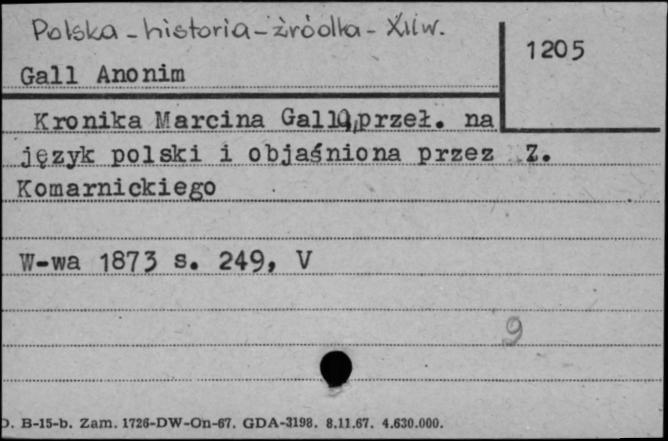 Polska - historia - źródła - XII w.
1205
Gall Anonim
Kronika Marcina Galla, przeł. na
język polski i objaśniona przez Z.
Komarnickiego
W-wa 1873 s. 249, V
9
D. B-15-b. Zam. 1726-DW-On-67. GDA-3198. 8.11.67. 4.630.000.